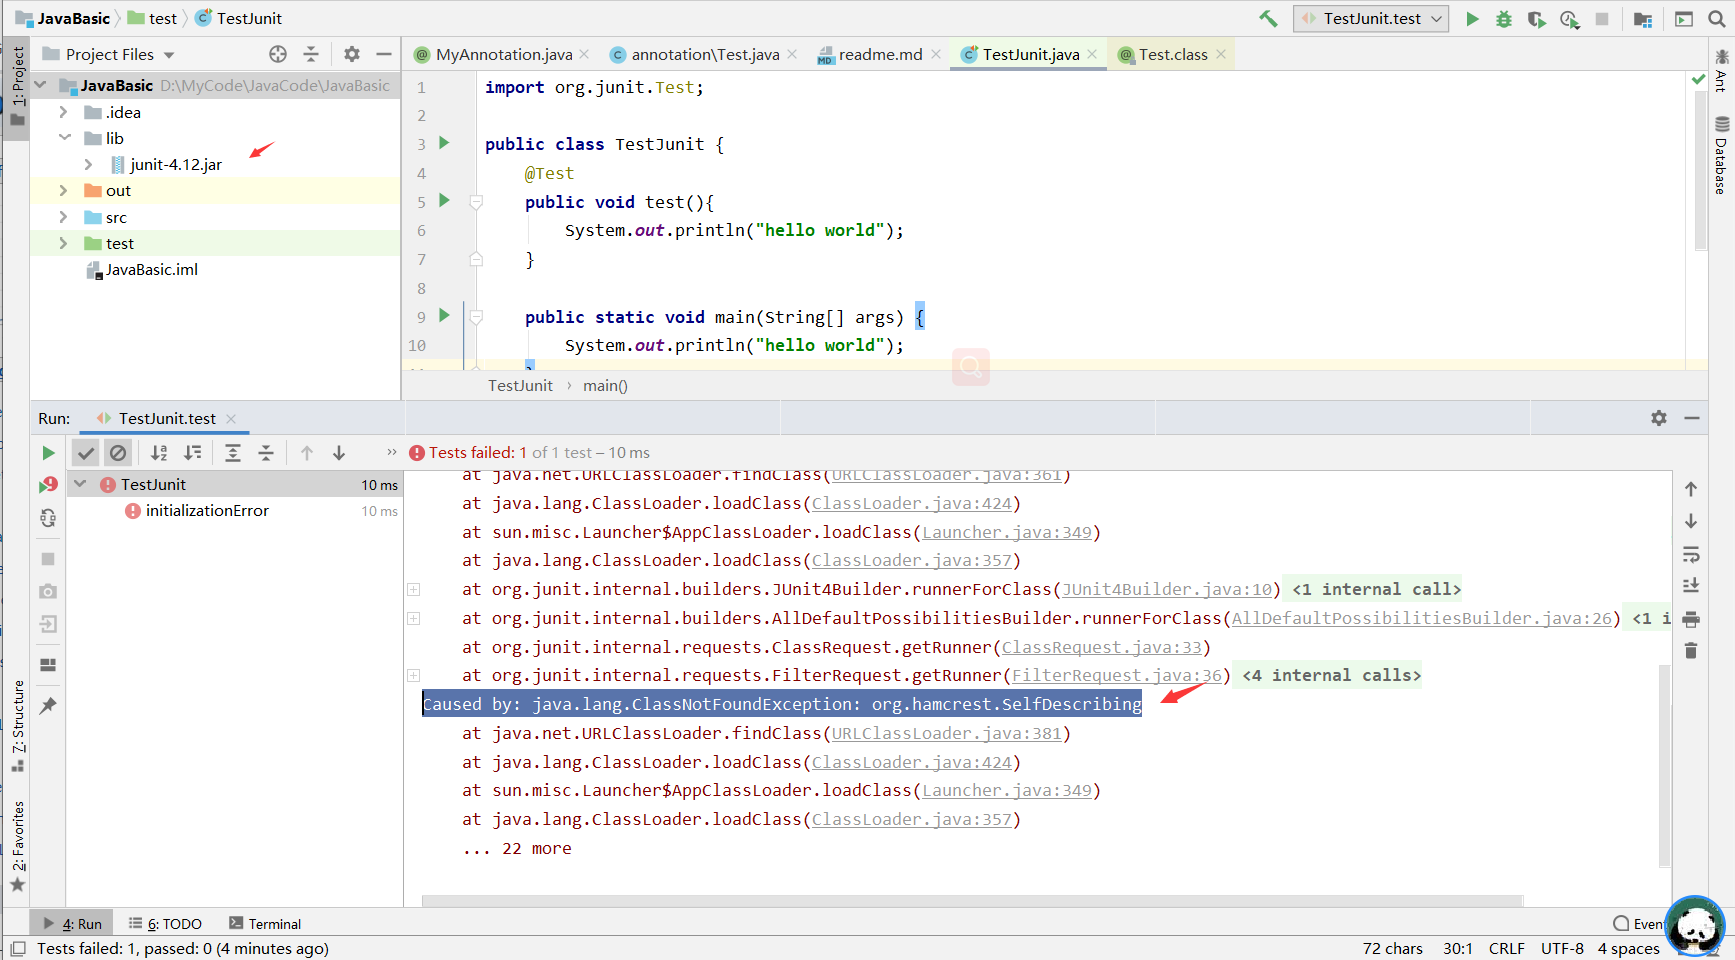 JavaBasic test TestJunit
TestJunit.test
Project Files
MyAnnotation.java annotation\Test.java readme.md TestJunit.java Test.class
1: Project
JavaBasic D:\MyCode\JavaCode\JavaBasic
.idea
lib
junit-4.12.jar
out
src
test
JavaBasic.iml
1 import org.junit.Test;
2
3 public class TestJunit {
4 @Test
5 public void test(){
6 System.out.println("hello world");
7 }
8
9 public static void main(String[] args) {
10 System.out.println("hello world");
TestJunit › main()
Ant
Database
Run: TestJunit.test
Tests failed: 1 of 1 test – 10 ms
TestJunit 10 ms
initializationError 10 ms
at java.net.URLClassLoader.findClass(URLClassLoader.java:361)
at java.lang.ClassLoader.loadClass(ClassLoader.java:424)
at sun.misc.Launcher$AppClassLoader.loadClass(Launcher.java:349)
at java.lang.ClassLoader.loadClass(ClassLoader.java:357)
at org.junit.internal.builders.JUnit4Builder.runnerForClass(JUnit4Builder.java:10) <1 internal call>
at org.junit.internal.builders.AllDefaultPossibilitiesBuilder.runnerForClass(AllDefaultPossibilitiesBuilder.java:26) <1 i
at org.junit.internal.requests.ClassRequest.getRunner(ClassRequest.java:33)
at org.junit.internal.requests.FilterRequest.getRunner(FilterRequest.java:36) <4 internal calls>
Caused by: java.lang.ClassNotFoundException: org.hamcrest.SelfDescribing
at java.net.URLClassLoader.findClass(URLClassLoader.java:381)
at java.lang.ClassLoader.loadClass(ClassLoader.java:424)
at sun.misc.Launcher$AppClassLoader.loadClass(Launcher.java:349)
at java.lang.ClassLoader.loadClass(ClassLoader.java:357)
... 22 more
7: Structure
2: Favorites
4: Run 6: TODO Terminal
Event
Tests failed: 1, passed: 0 (4 minutes ago)
72 chars 30:1 CRLF UTF-8 4 spaces